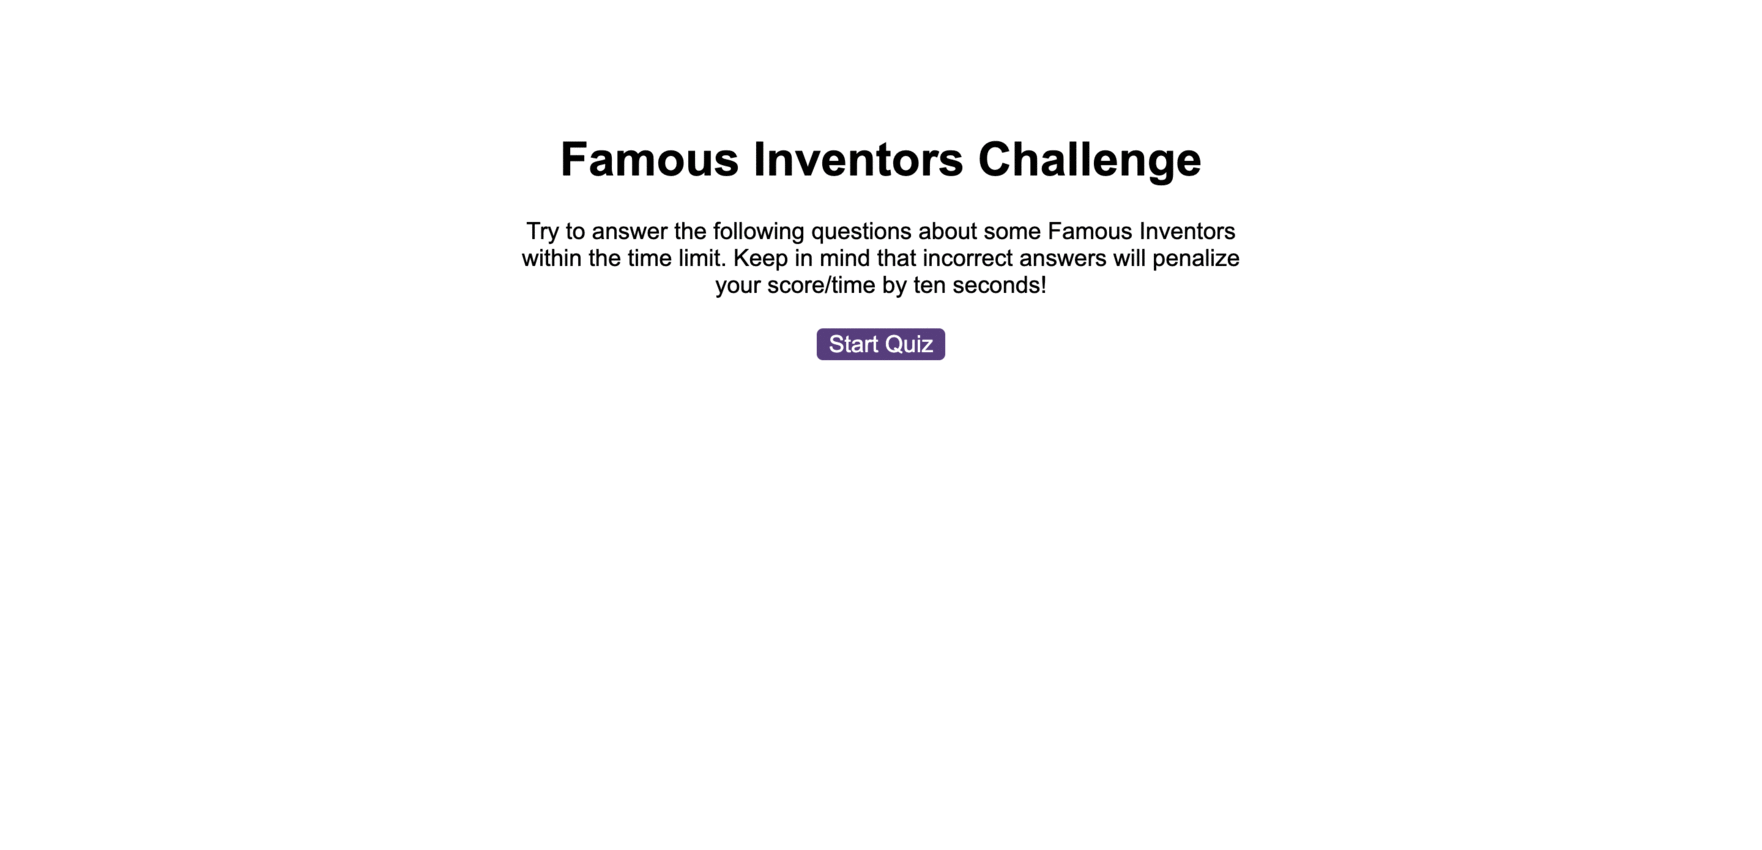 Famous Inventors Challenge
Try to answer the following questions about some Famous Inventors
within the time limit. Keep in mind that incorrect answers will penalize
your score/time by ten seconds!
Start Quiz